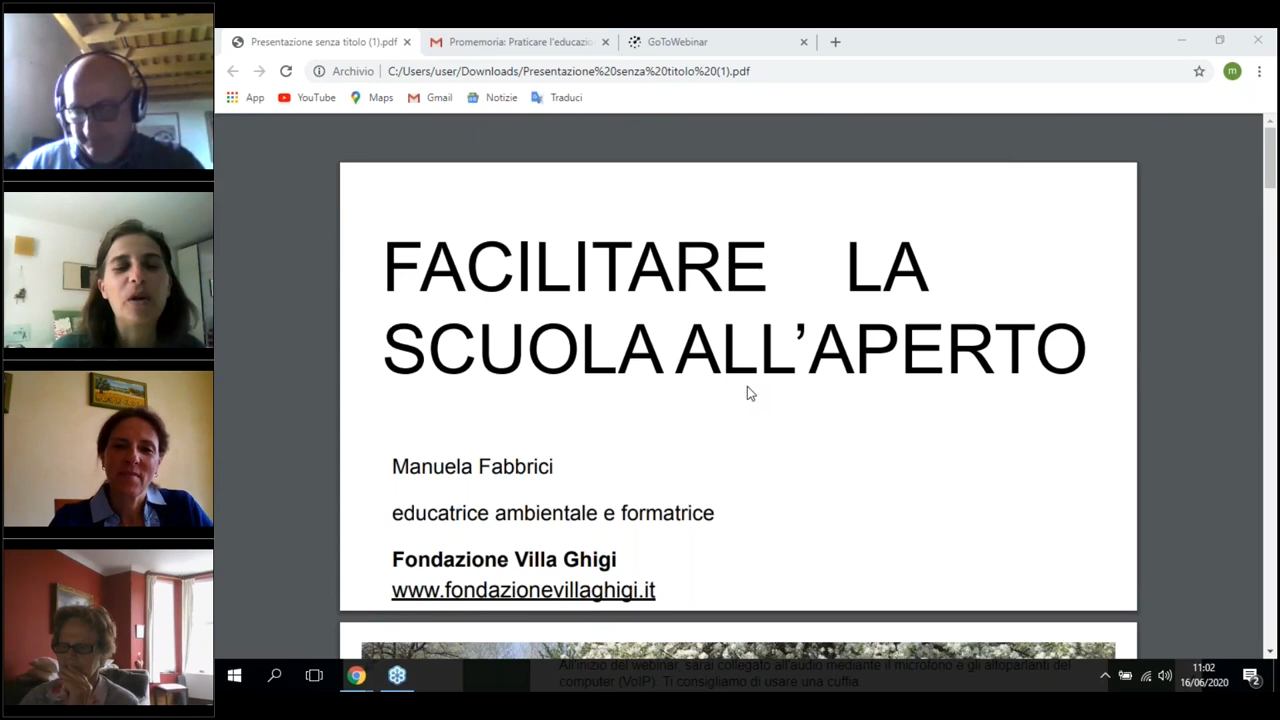 Presentazione senza titolo (1).pdf
Promemoria: Praticare l'educazio
GoToWebinar
Archivio
C:/Users/user/Downloads/Presentazione%20senza%20titolo%20(1).pdf
m
App
YouTube
Maps
Gmail
Notizie
Traduci
FACILITARE LA
SCUOLA ALL’APERTO
Manuela Fabbrici
educatrice ambientale e formatrice
Fondazione Villa Ghigi
www.fondazionevillaghigi.it
All'inizio del webinar, sarai collegato all'audio mediante il microfono e gli altoparlanti del
computer (VoIP). Ti consigliamo di usare una cuffia.
11:02
16/06/2020
2